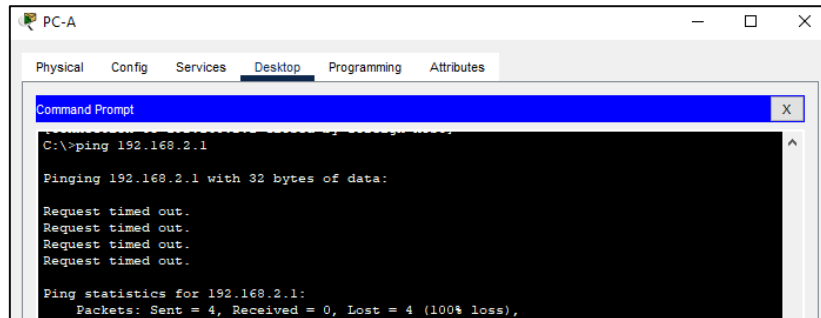 PC-A
Physical Config Services Desktop Programming Attributes
Command Prompt X
C:\>ping 192.168.2.1
Pinging 192.168.2.1 with 32 bytes of data:
Request timed out.
Request timed out.
Request timed out.
Request timed out.
Ping statistics for 192.168.2.1:
Packets: Sent = 4, Received = 0, Lost = 4 (100% loss),